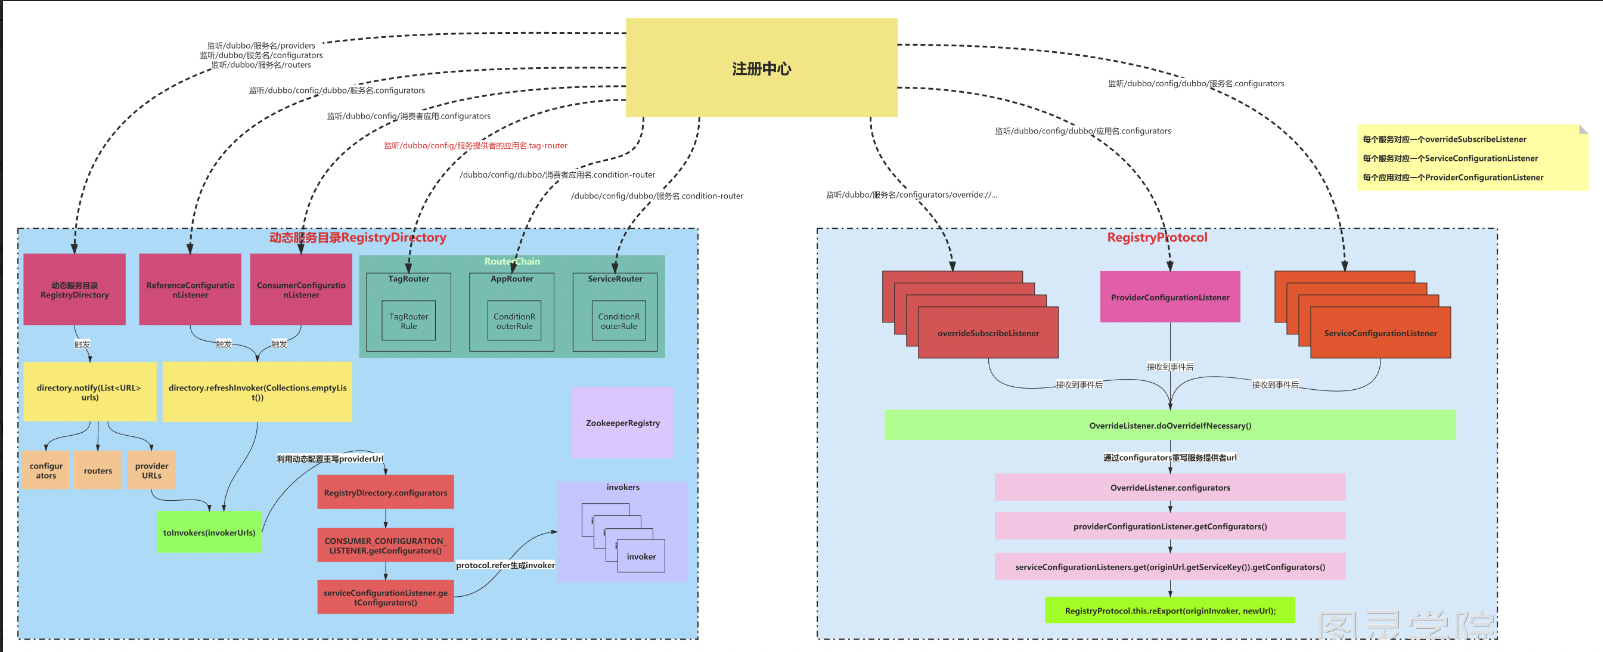 注册中心
监听/dubbo/服务名/providers
监听/dubbo/服务名/configurators
监听/dubbo/服务名/routers
监听/dubbo/config/dubbo/服务名.configurators
监听/dubbo/config/消费者应用.configurators
监听/dubbo/config/服务提供者的应用名.tag-router
/dubbo/config/dubbo/消费者应用名.condition-router
/dubbo/config/dubbo/服务名.condition-router
监听/dubbo/服务名/configurators/override://...
监听/dubbo/config/dubbo/应用名.configurators
监听/dubbo/config/dubbo/服务名.configurators
每个服务对应一个overrideSubscribeListener
每个服务对应一个ServiceConfigurationListener
每个应用对应一个ProviderConfigurationListener
动态服务目录RegistryDirectory
动态服务目录
RegistryDirectory
ReferenceConfiguratio
nListener
ConsumerConfiguratio
nListener
RouterChain
TagRouter
TagRouter
Rule
AppRouter
ConditionR
outerRule
ServiceRouter
ConditionR
outerRule
触发
触发
触发
directory.notify(List<URL>
urls)
directory.refreshInvoker(Collections.emptyLis
t())
configur
ators
routers
provider
URLs
toInvokers(invokerUrls)
利用动态配置重写providerUrl
RegistryDirectory.configurators
CONSUMER_CONFIGURATION_
LISTENER.getConfigurators()
serviceConfigurationListener.ge
tConfigurators()
protocol.refer生成invoker
ZookeeperRegistry
invokers
i
i
i
invoker
RegistryProtocol
overrideSubscribeListener
ProviderConfigurationListener
ServiceConfigurationListener
接收到事件后
接收到事件后
接收到事件后
OverrideListener.doOverrideIfNecessary()
通过configurators重写服务提供者url
OverrideListener.configurators
providerConfigurationListener.getConfigurators()
serviceConfigurationListeners.get(originUrl.getServiceKey()).getConfigurators()
RegistryProtocol.this.reExport(originInvoker, newUrl);
图灵学院